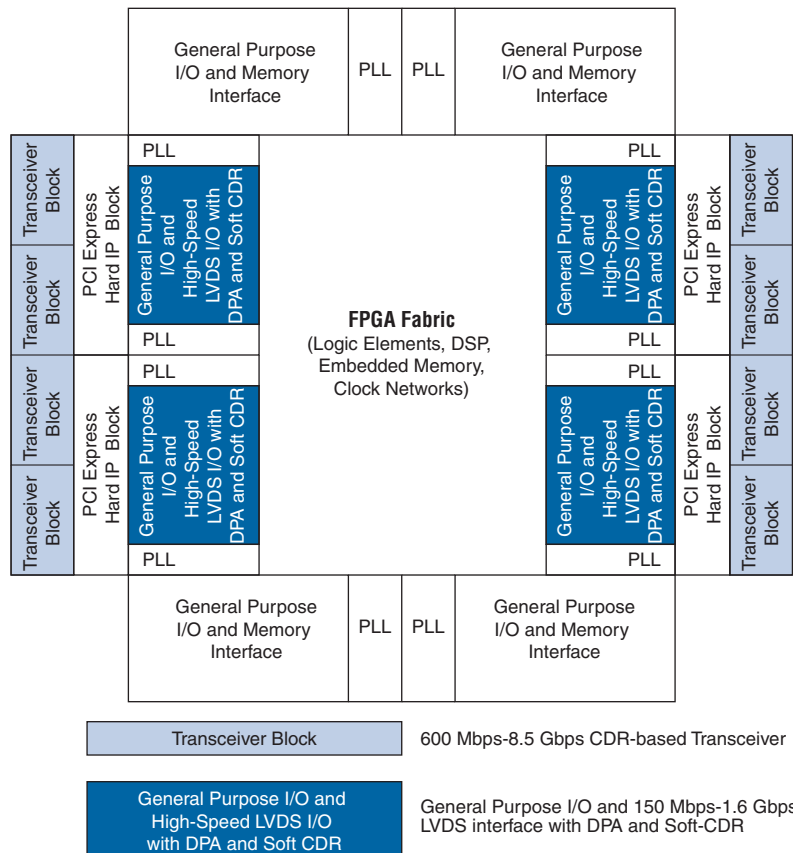 General Purpose
I/O and Memory
Interface
PLL
PLL
General Purpose
I/O and Memory
Interface
Transceiver
Block
Transceiver
Block
PCI Express
Hard IP Block
PLL
General Purpose
I/O and
High-Speed
LVDS I/O with
DPA and Soft CDR
PLL
Transceiver
Block
Transceiver
Block
PCI Express
Hard IP Block
PLL
General Purpose
I/O and
High-Speed
LVDS I/O with
DPA and Soft CDR
PLL
FPGA Fabric
(Logic Elements, DSP,
Embedded Memory,
Clock Networks)
PLL
General Purpose
I/O and
High-Speed
LVDS I/O with
DPA and Soft CDR
PLL
PCI Express
Hard IP Block
Transceiver
Block
Transceiver
Block
PLL
General Purpose
I/O and
High-Speed
LVDS I/O with
DPA and Soft CDR
PLL
PCI Express
Hard IP Block
Transceiver
Block
Transceiver
Block
General Purpose
I/O and Memory
Interface
PLL
PLL
General Purpose
I/O and Memory
Interface
Transceiver Block
600 Mbps-8.5 Gbps CDR-based Transceiver
General Purpose I/O and
High-Speed LVDS I/O
with DPA and Soft CDR
General Purpose I/O and 150 Mbps-1.6 Gbps
LVDS interface with DPA and Soft-CDR